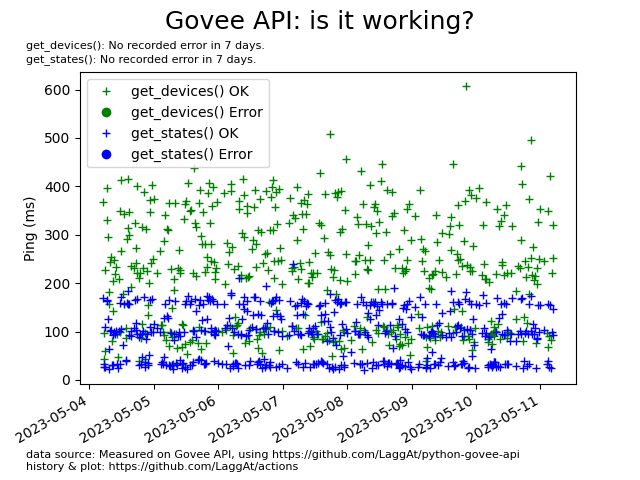 Govee API: is it working?
get_devices(): No recorded error in 7 days.
get_states(): No recorded error in 7 days.
get_devices() OK
get_devices() Error
get_states() OK
get_states() Error
Ping (ms)
600
500
400
300
200
100
0
2023-05-04
2023-05-05
2023-05-06
2023-05-07
2023-05-08
2023-05-09
2023-05-10
2023-05-11
data source: Measured on Govee API, using https://github.com/LaggAt/python-govee-api
history & plot: https://github.com/LaggAt/actions